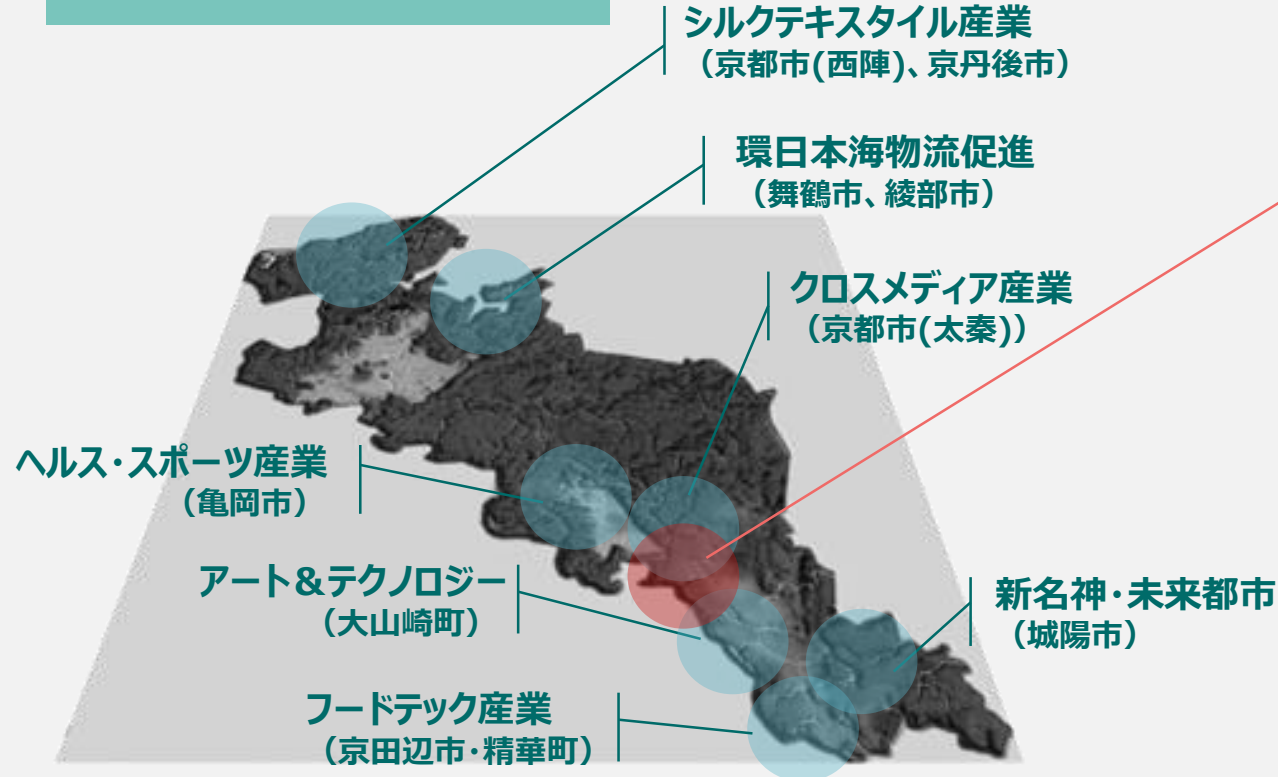 シルクテキスタイル産業
（京都市(西陣)、京丹後市）
環日本海物流促進
（舞鶴市、綾部市）
クロスメディア産業
（京都市(太秦)）
ヘルス・スポーツ産業
（亀岡市）
アート＆テクノロジー
（大山崎町）
新名神・未来都市
（城陽市）
フードテック産業
（京田辺市・精華町）